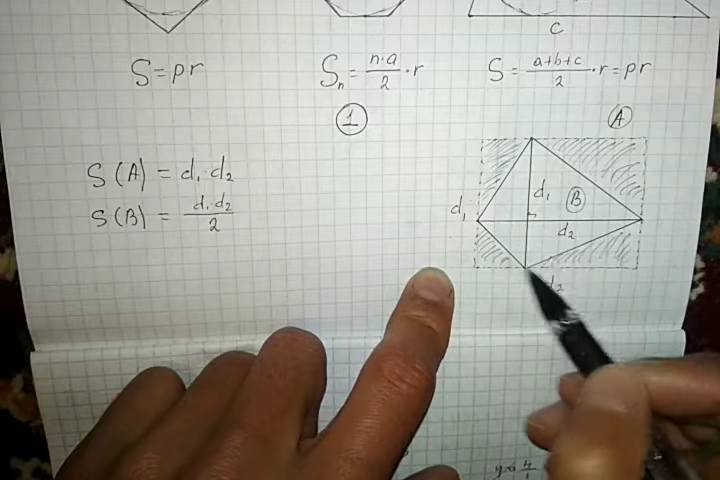 c
S = pr
Sₙ = n·a/2 · r
S = a+b+c/2 · r = pr
1
A
S(A) = d₁·d₂
S(B) = d₁·d₂/2
d₁
B
d₁
d₂
d₂